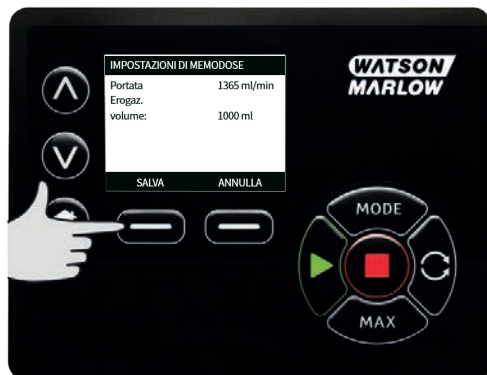 IMPOSTAZIONI DI MEMODOSE
Portata 1365 ml/min
Erogaz.
volume: 1000 ml
SALVA ANNULLA
WATSON
MARLOW
MODE
MAX